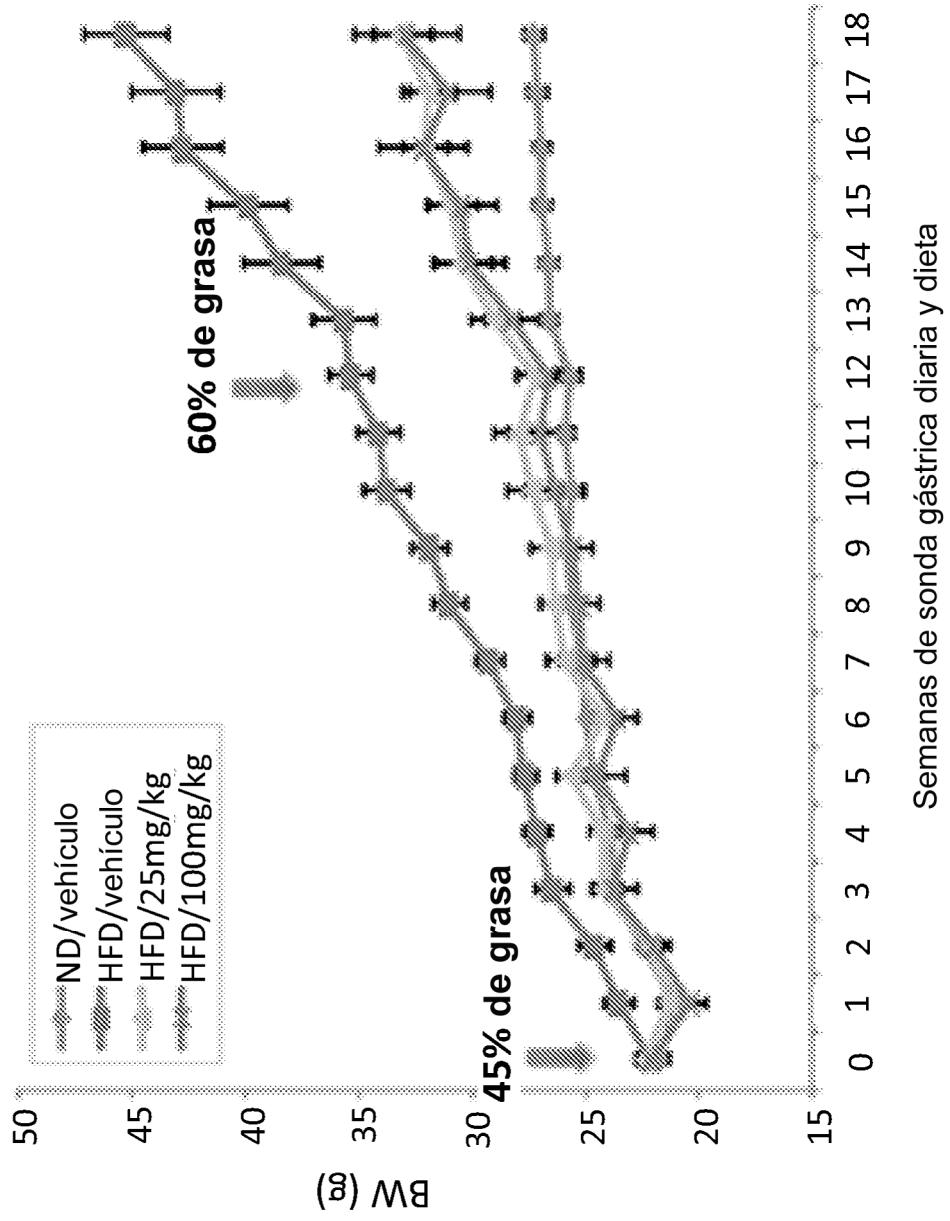 ND/vehículo
HFD/vehículo
HFD/25mg/kg
HFD/100mg/kg
60% de grasa
45% de grasa
BW
(g)
50
45
40
35
30
25
20
15
0 1 2 3 4 5 6 7 8 9 10 11 12 13 14 15 16 17 18
Semanas de sonda gástrica diaria y dieta